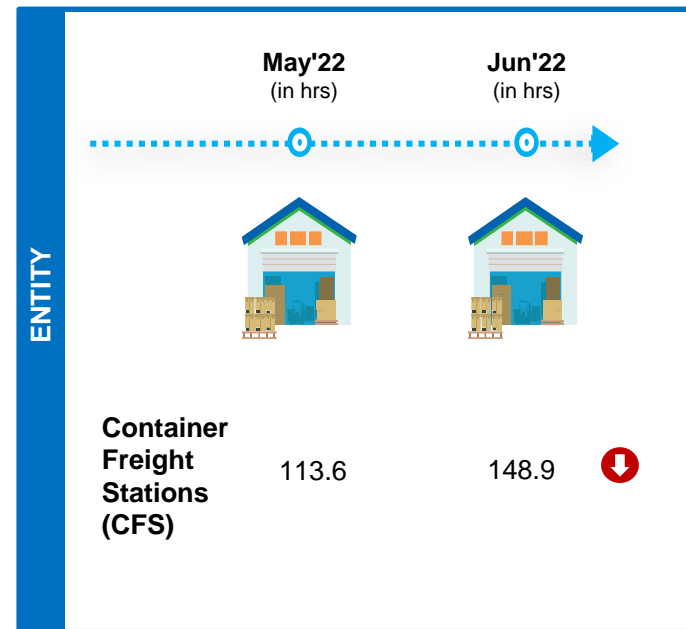 May'22
(in hrs)
Jun'22
(in hrs)
ENTITY
Container
Freight
Stations
(CFS)
113.6
148.9